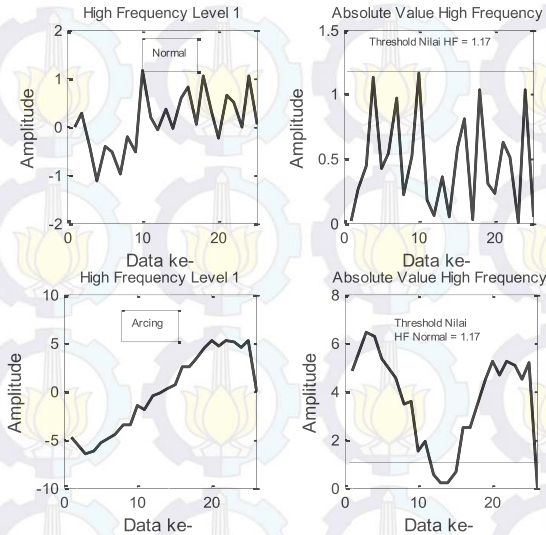 High Frequency Level 1
2
1
0
-1
-2
Amplitude
Normal
0
10
20
Data ke-
Absolute Value High Frequency
1.5
1
0.5
0
Amplitude
Threshold Nilai HF = 1.17
0
10
20
Data ke-
High Frequency Level 1
10
5
0
-5
-10
Amplitude
Arcing
0
20
Data ke-
Absolute Value High Frequency
8
6
4
2
0
Amplitude
Threshold Nilai
HF Normal = 1.17
0
10
20
Data ke-